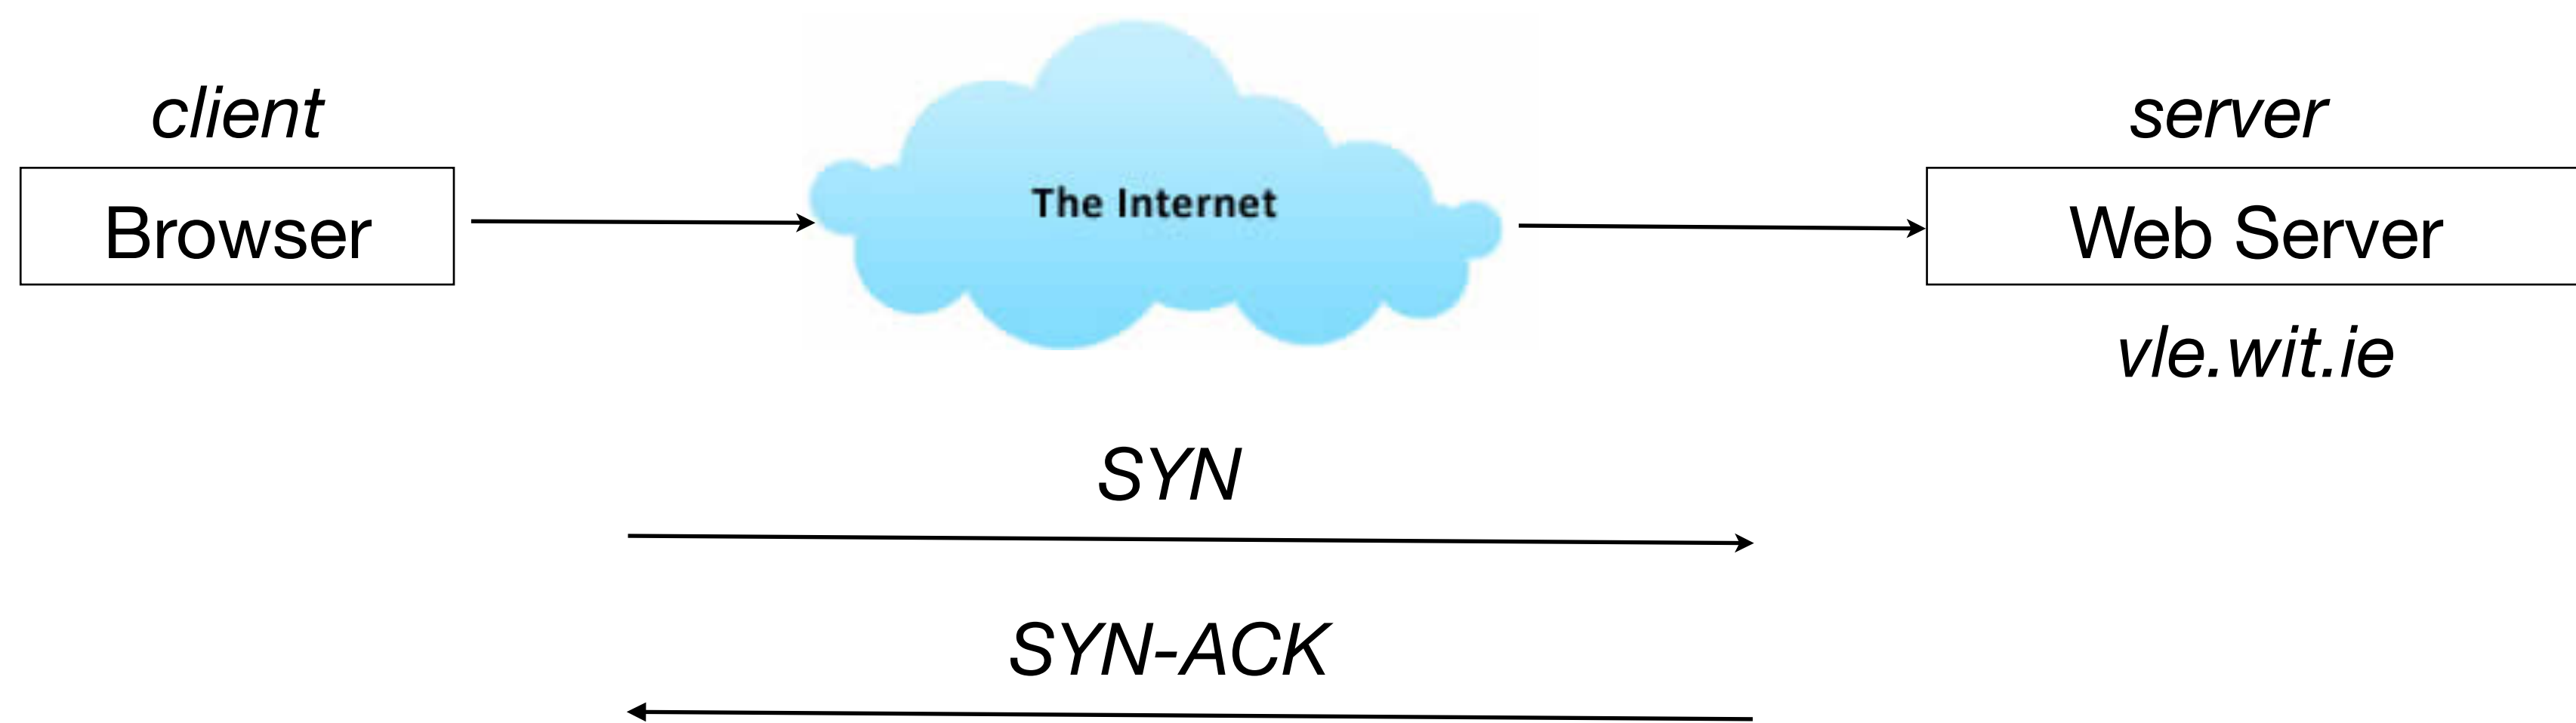 client
server
Browser
The Internet
Web Server
vle.wit.ie
SYN
SYN-ACK